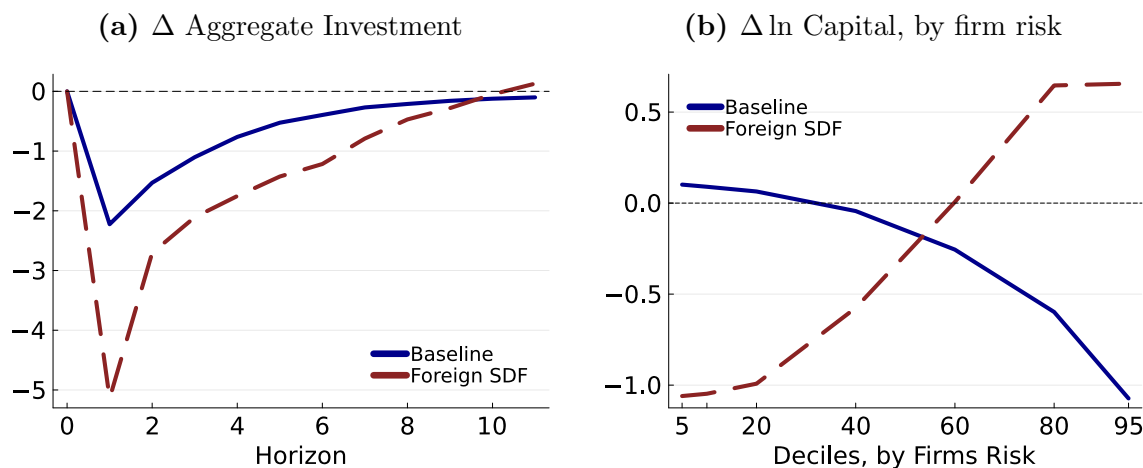 (a) Δ Aggregate Investment
0
−1
−2
−3
−4
−5
Baseline
Foreign SDF
0 2 4 6 8 10
Horizon
(b) Δ ln Capital, by firm risk
0.5
0.0
−0.5
−1.0
Baseline
Foreign SDF
5 20 40 60 80 95
Deciles, by Firms Risk